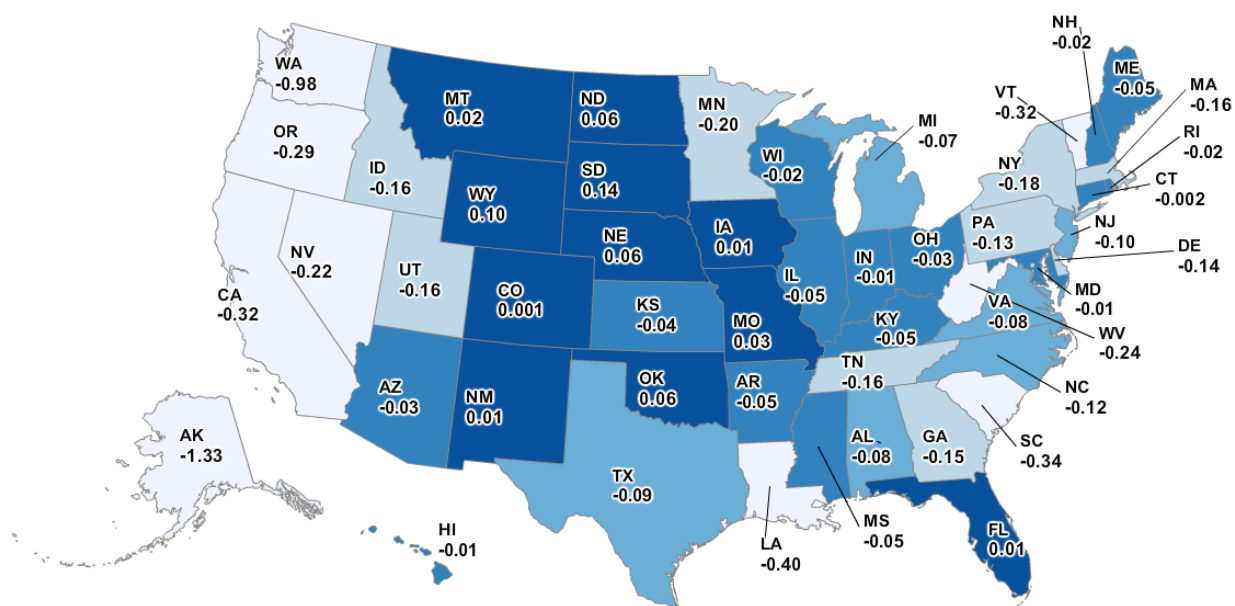 NH
-0.02
WA
-0.98
ME
-0.05
MA
-0.16
MT
0.02
ND
0.06
MN
-0.20
VT
-0.32
MI
-0.07
RI
-0.02
OR
-0.29
WI
-0.02
ID
-0.16
SD
0.14
NY
-0.18
CT
-0.002
WY
0.10
NE
0.06
IA
0.01
PA
-0.13
NJ
-0.10
DE
-0.14
NV
-0.22
UT
-0.16
OH
-0.03
IN
-0.01
IL
-0.05
CA
-0.32
CO
0.001
KS
-0.04
MD
-0.01
VA
-0.08
MO
0.03
KY
-0.05
WV
-0.24
TN
-0.16
AZ
-0.03
NM
0.01
OK
0.06
AR
-0.05
NC
-0.12
AK
-1.33
AL
-0.08
GA
-0.15
SC
-0.34
TX
-0.09
MS
-0.05
HI
-0.01
LA
-0.40
FL
0.01